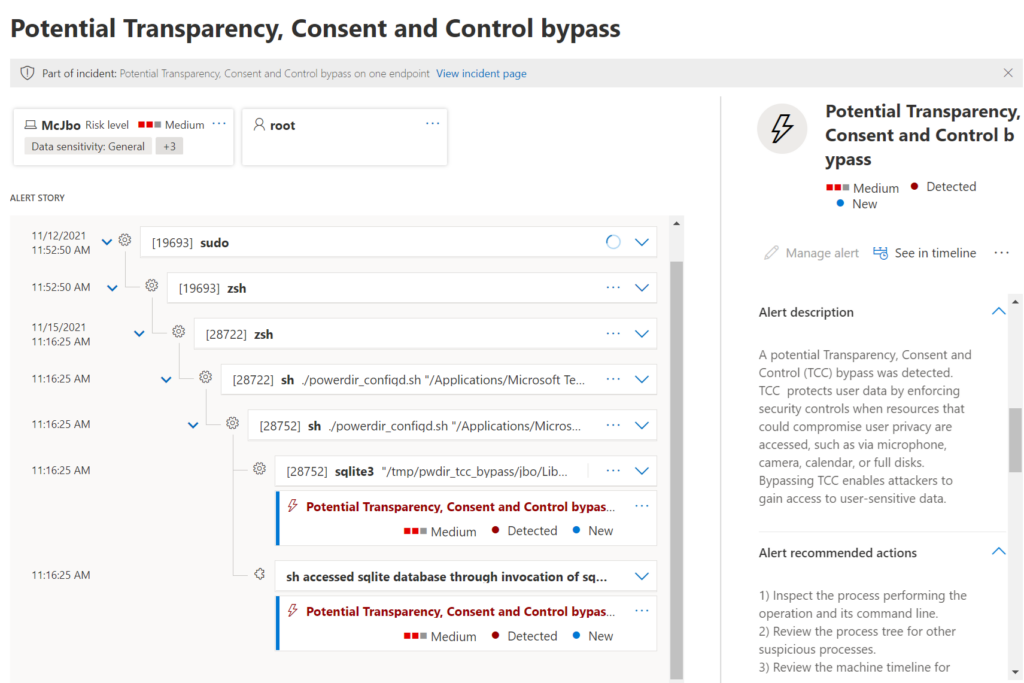 Potential Transparency, Consent and Control bypass
Part of incident: Potential Transparency, Consent and Control bypass on one endpoint View incident page
McJbo Risk level Medium ...
Data sensitivity: General +3
root ...
ALERT STORY
11/12/2021
11:52:50 AM
[19693] sudo
11:52:50 AM [19693] zsh ...
11/15/2021
11:16:25 AM
[28722] zsh ...
11:16:25 AM [28722] sh ./powerdir_configd.sh "/Applications/Microsoft Te... ...
11:16:25 AM [28752] sh ./powerdir_configd.sh "/Applications/Micros... ...
11:16:25 AM [28752] sqlite3 "/tmp/pwdir_tcc_bypass/jbo/Lib... ...
Potential Transparency, Consent and Control bypas... ...
Medium Detected New
11:16:25 AM sh accessed sqlite database through invocation of sq...
Potential Transparency, Consent and Control bypas... ...
Medium Detected New
Potential Transparency,
Consent and Control b
ypass
Medium Detected
New
Manage alert See in timeline ...
Alert description
A potential Transparency, Consent and
Control (TCC) bypass was detected.
TCC protects user data by enforcing
security controls when resources that
could compromise user privacy are
accessed, such as via microphone,
camera, calendar, or full disks.
Bypassing TCC enables attackers to
gain access to user-sensitive data.
Alert recommended actions
1) Inspect the process performing the
operation and its command line.
2) Review the process tree for other
suspicious processes.
3) Review the machine timeline for